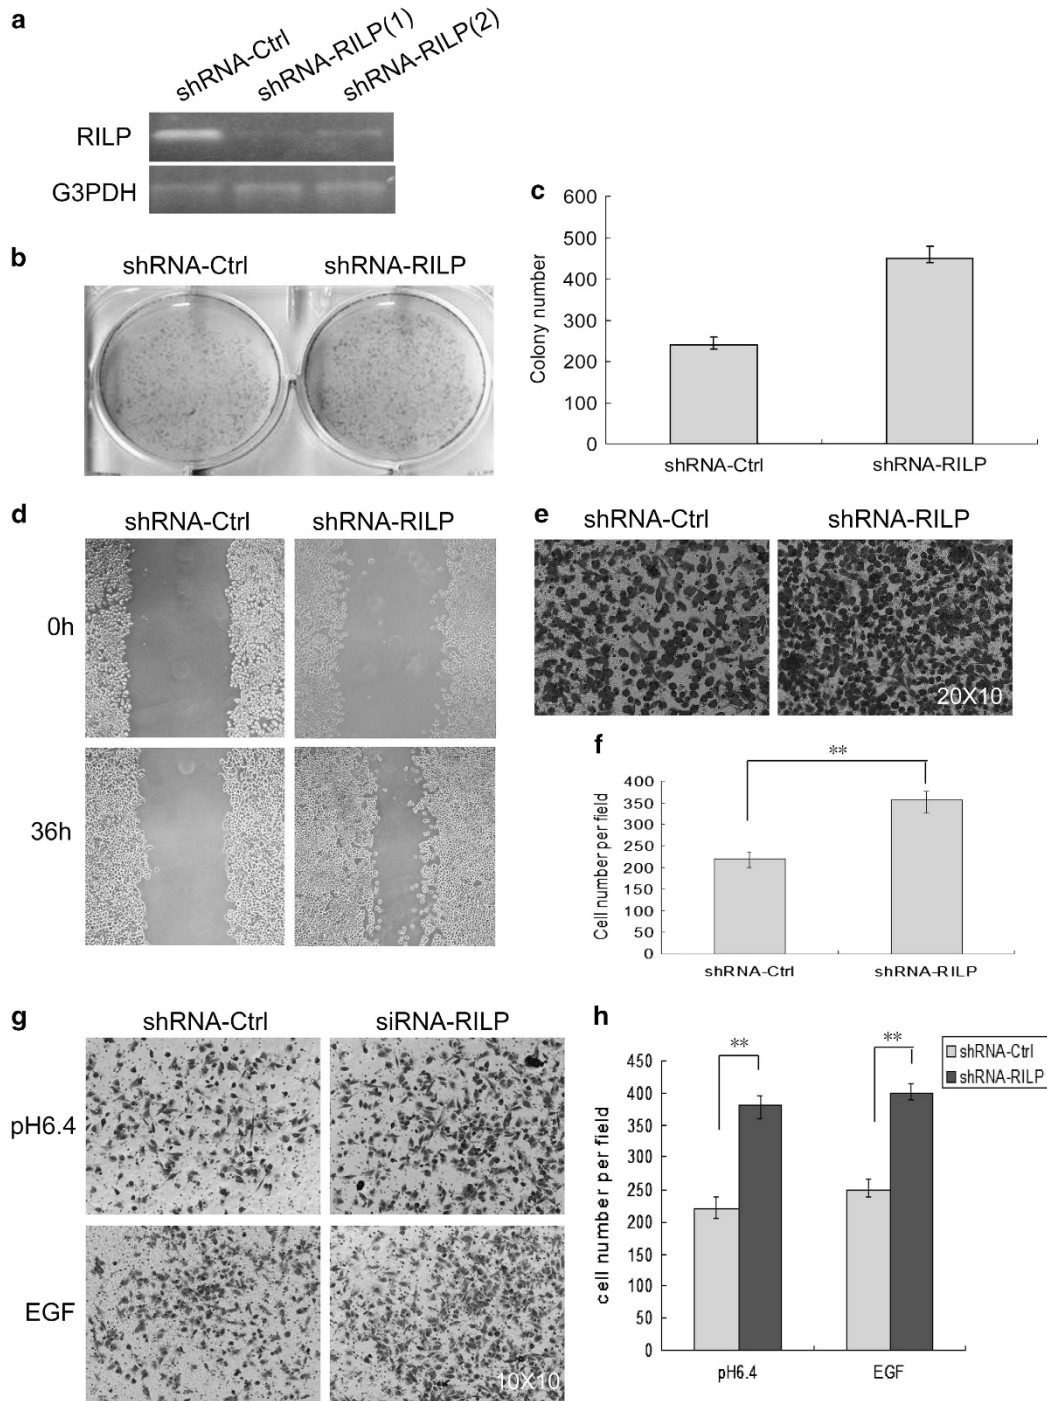 a
shRNA-Ctrl
shRNA-RILP(1)
shRNA-RILP(2)
RILP
G3PDH
b
shRNA-Ctrl shRNA-RILP
c
600
500
400
300
200
100
0
Colony number
shRNA-Ctrl shRNA-RILP
d
shRNA-Ctrl shRNA-RILP
0h
36h
e
shRNA-Ctrl shRNA-RILP
20X10
f
**
400
350
300
250
200
150
100
50
0
Cell number per field
shRNA-Ctrl shRNA-RILP
g
shRNA-Ctrl siRNA-RILP
pH6.4
EGF
10X10
h
** **
shRNA-Ctrl
shRNA-RILP
450
400
350
300
250
200
150
100
50
0
cell number per field
pH6.4 EGF